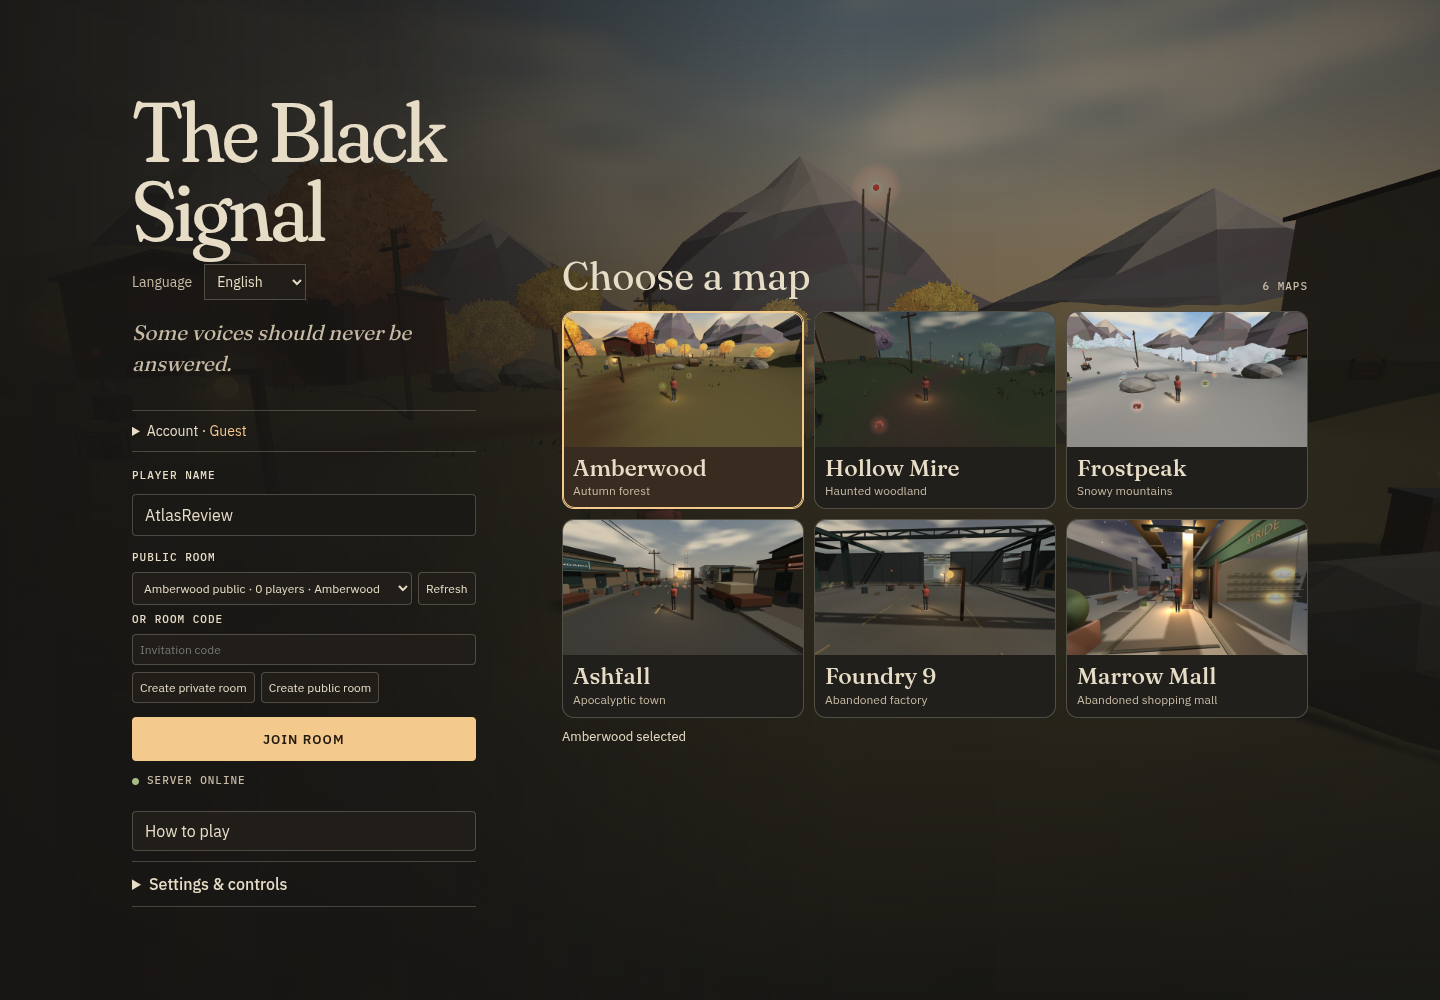 The Black
Signal
Language English
Some voices should never be
answered.
Account · Guest
PLAYER NAME
AtlasReview
PUBLIC ROOM
Amberwood public · 0 players · Amberwood
Refresh
OR ROOM CODE
Invitation code
Create private room
Create public room
JOIN ROOM
SERVER ONLINE
How to play
Settings & controls
Choose a map
6 MAPS
Amberwood
Autumn forest
Hollow Mire
Haunted woodland
Frostpeak
Snowy mountains
Ashfall
Apocalyptic town
Foundry 9
Abandoned factory
STRIDE
Marrow Mall
Abandoned shopping mall
Amberwood selected